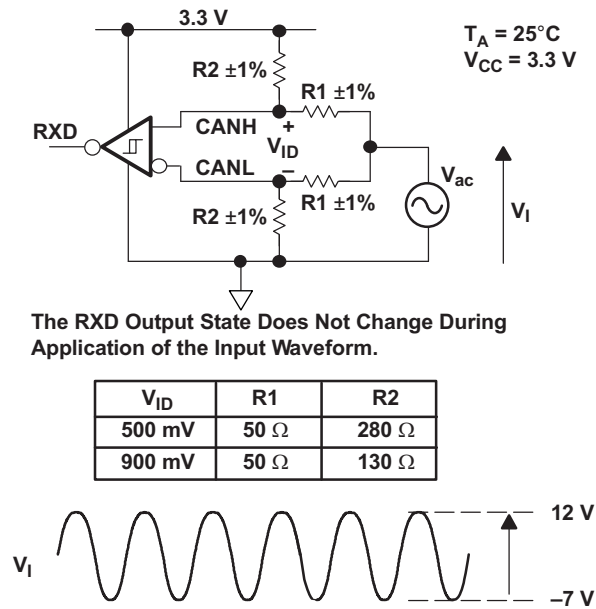 3.3 V
T_A = 25°C
V_CC = 3.3 V
R2 ±1%
R1 ±1%
RXD
CANH
+
V_ID
CANL
−
V_ac
R2 ±1%
R1 ±1%
V_I
The RXD Output State Does Not Change During
Application of the Input Waveform.
V_ID R1 R2
500 mV 50 Ω 280 Ω
900 mV 50 Ω 130 Ω
12 V
V_I
–7 V